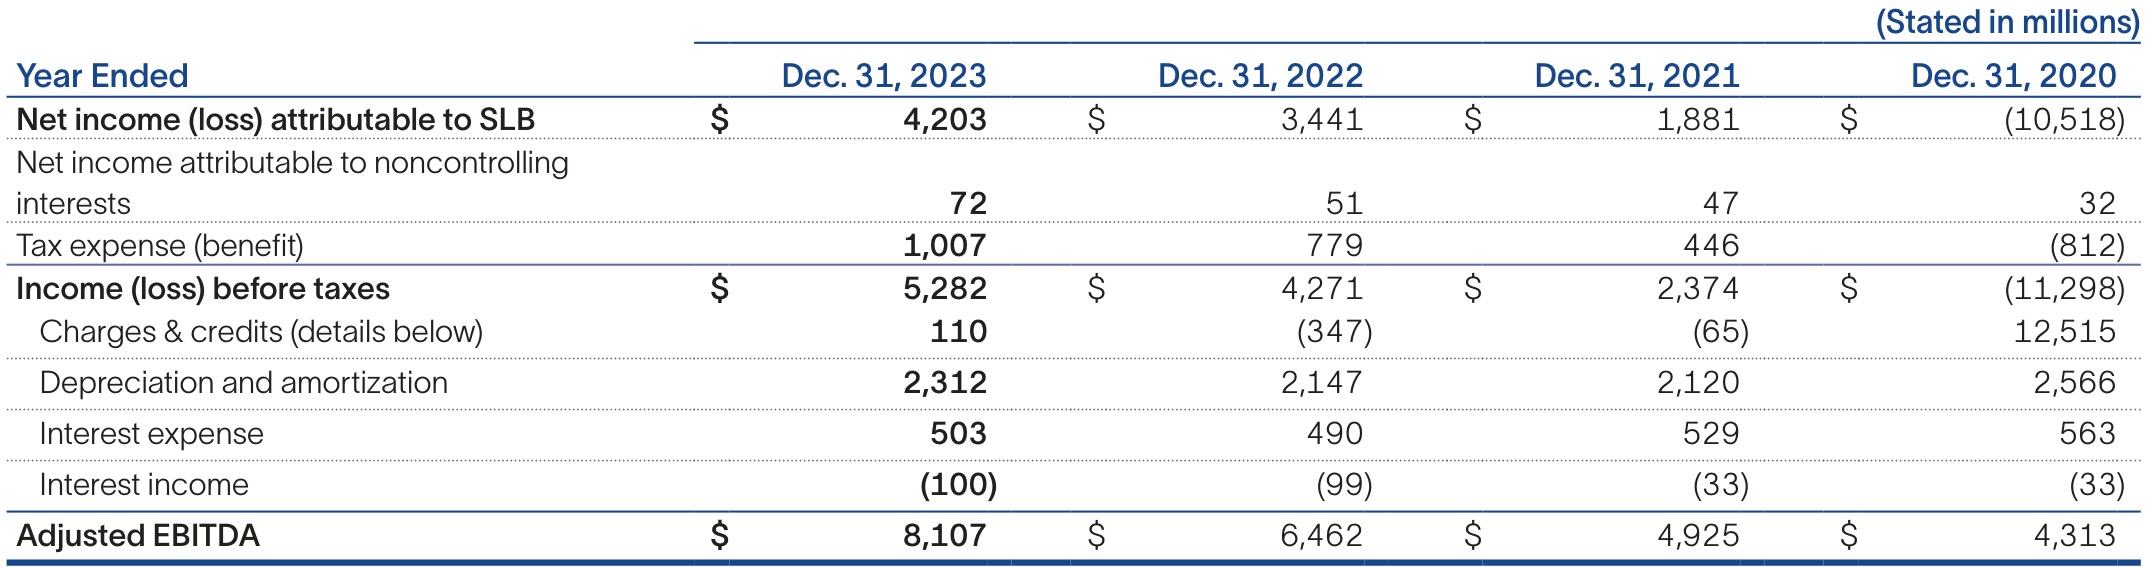 (Stated in millions)
Year Ended Dec. 31, 2023 Dec. 31, 2022 Dec. 31, 2021 Dec. 31, 2020
Net income (loss) attributable to SLB $ 4,203 $ 3,441 $ 1,881 $ (10,518)
Net income attributable to noncontrolling
interests 72 51 47 32
Tax expense (benefit) 1,007 779 446 (812)
Income (loss) before taxes $ 5,282 $ 4,271 $ 2,374 $ (11,298)
Charges & credits (details below) 110 (347) (65) 12,515
Depreciation and amortization 2,312 2,147 2,120 2,566
Interest expense 503 490 529 563
Interest income (100) (99) (33) (33)
Adjusted EBITDA $ 8,107 $ 6,462 $ 4,925 $ 4,313